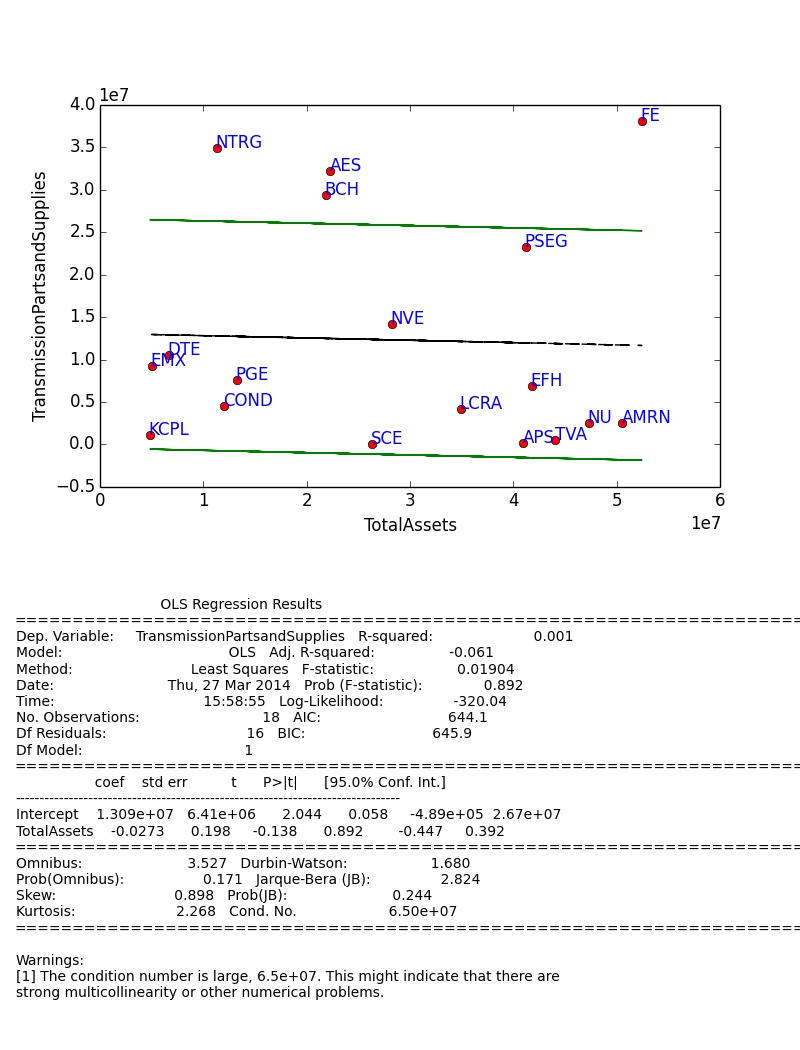 1e7
4.0
3.5
3.0
2.5
2.0
1.5
1.0
0.5
0.0
−0.5
TransmissionPartsandSupplies
FE
NTRG
AES
BCH
PSEG
NVE
DTE
EMX
PGE
EFH
COND
LCRA
NU AMRN
KCPL
SCE
APS
TVA
0 1 2 3 4 5 6
TotalAssets
1e7
OLS Regression Results
==============================================================================
Dep. Variable: TransmissionPartsandSupplies R-squared: 0.001
Model: OLS Adj. R-squared: -0.061
Method: Least Squares F-statistic: 0.01904
Date: Thu, 27 Mar 2014 Prob (F-statistic): 0.892
Time: 15:58:55 Log-Likelihood: -320.04
No. Observations: 18 AIC: 644.1
Df Residuals: 16 BIC: 645.9
Df Model: 1
==============================================================================
coef std err t P>|t| [95.0% Conf. Int.]
------------------------------------------------------------------------------
Intercept 1.309e+07 6.41e+06 2.044 0.058 -4.89e+05 2.67e+07
TotalAssets -0.0273 0.198 -0.138 0.892 -0.447 0.392
==============================================================================
Omnibus: 3.527 Durbin-Watson: 1.680
Prob(Omnibus): 0.171 Jarque-Bera (JB): 2.824
Skew: 0.898 Prob(JB): 0.244
Kurtosis: 2.268 Cond. No. 6.50e+07
==============================================================================
Warnings:
[1] The condition number is large, 6.5e+07. This might indicate that there are
strong multicollinearity or other numerical problems.